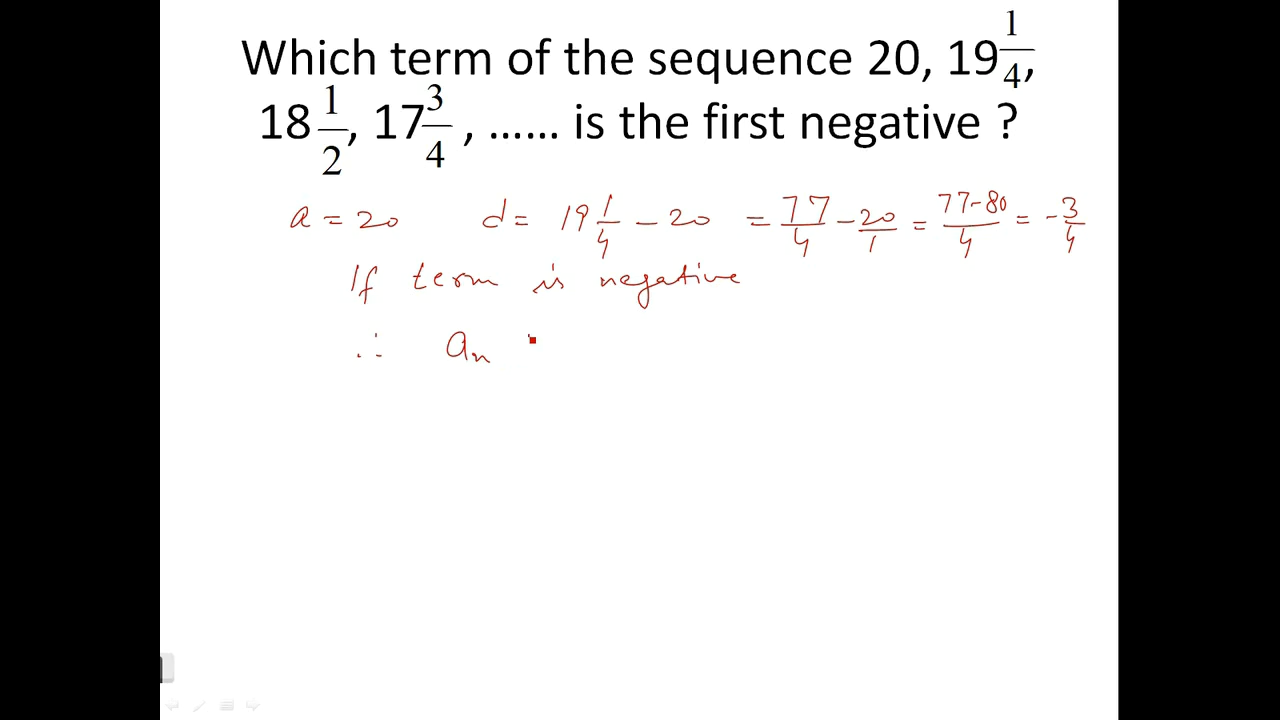 Which term of the sequence 20, 19 1/4,
18 1/2, 17 3/4, ...... is the first negative ?
a = 20 d = 19 1/4 - 20 = 77/4 - 20/1 = 77-80/4 = -3/4
If term is negative
∴ an